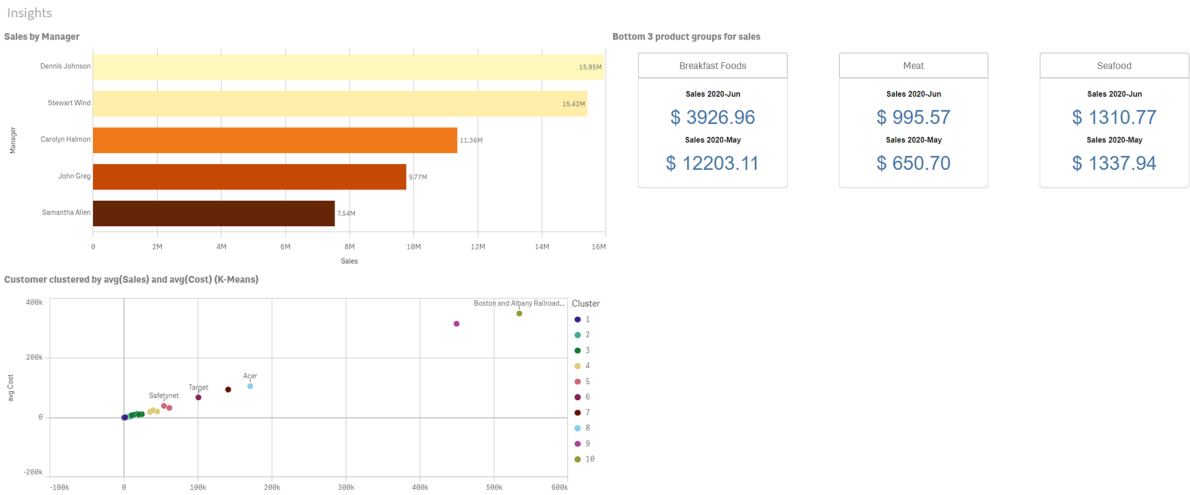 Insights
Sales by Manager
Manager
Dennis Johnson
15.95M
Stewart Wind
15.42M
Carolyn Halmon
11.36M
John Greg
9.77M
Samantha Allen
7.54M
0 2M 4M 6M 8M 10M 12M 14M 16M
Sales
Bottom 3 product groups for sales
Breakfast Foods
Sales 2020-Jun
$ 3926.96
Sales 2020-May
$ 12203.11
Meat
Sales 2020-Jun
$ 995.57
Sales 2020-May
$ 650.70
Seafood
Sales 2020-Jun
$ 1310.77
Sales 2020-May
$ 1337.94
Customer clustered by avg(Sales) and avg(Cost) (K-Means)
avg Cost
400k
200k
0
-200k
Boston and Albany Railroad...
Acer
Target
Safetynet
-100k 0 100k 200k 300k 400k 500k 600k
Cluster
1
2
3
4
5
6
7
8
9
10